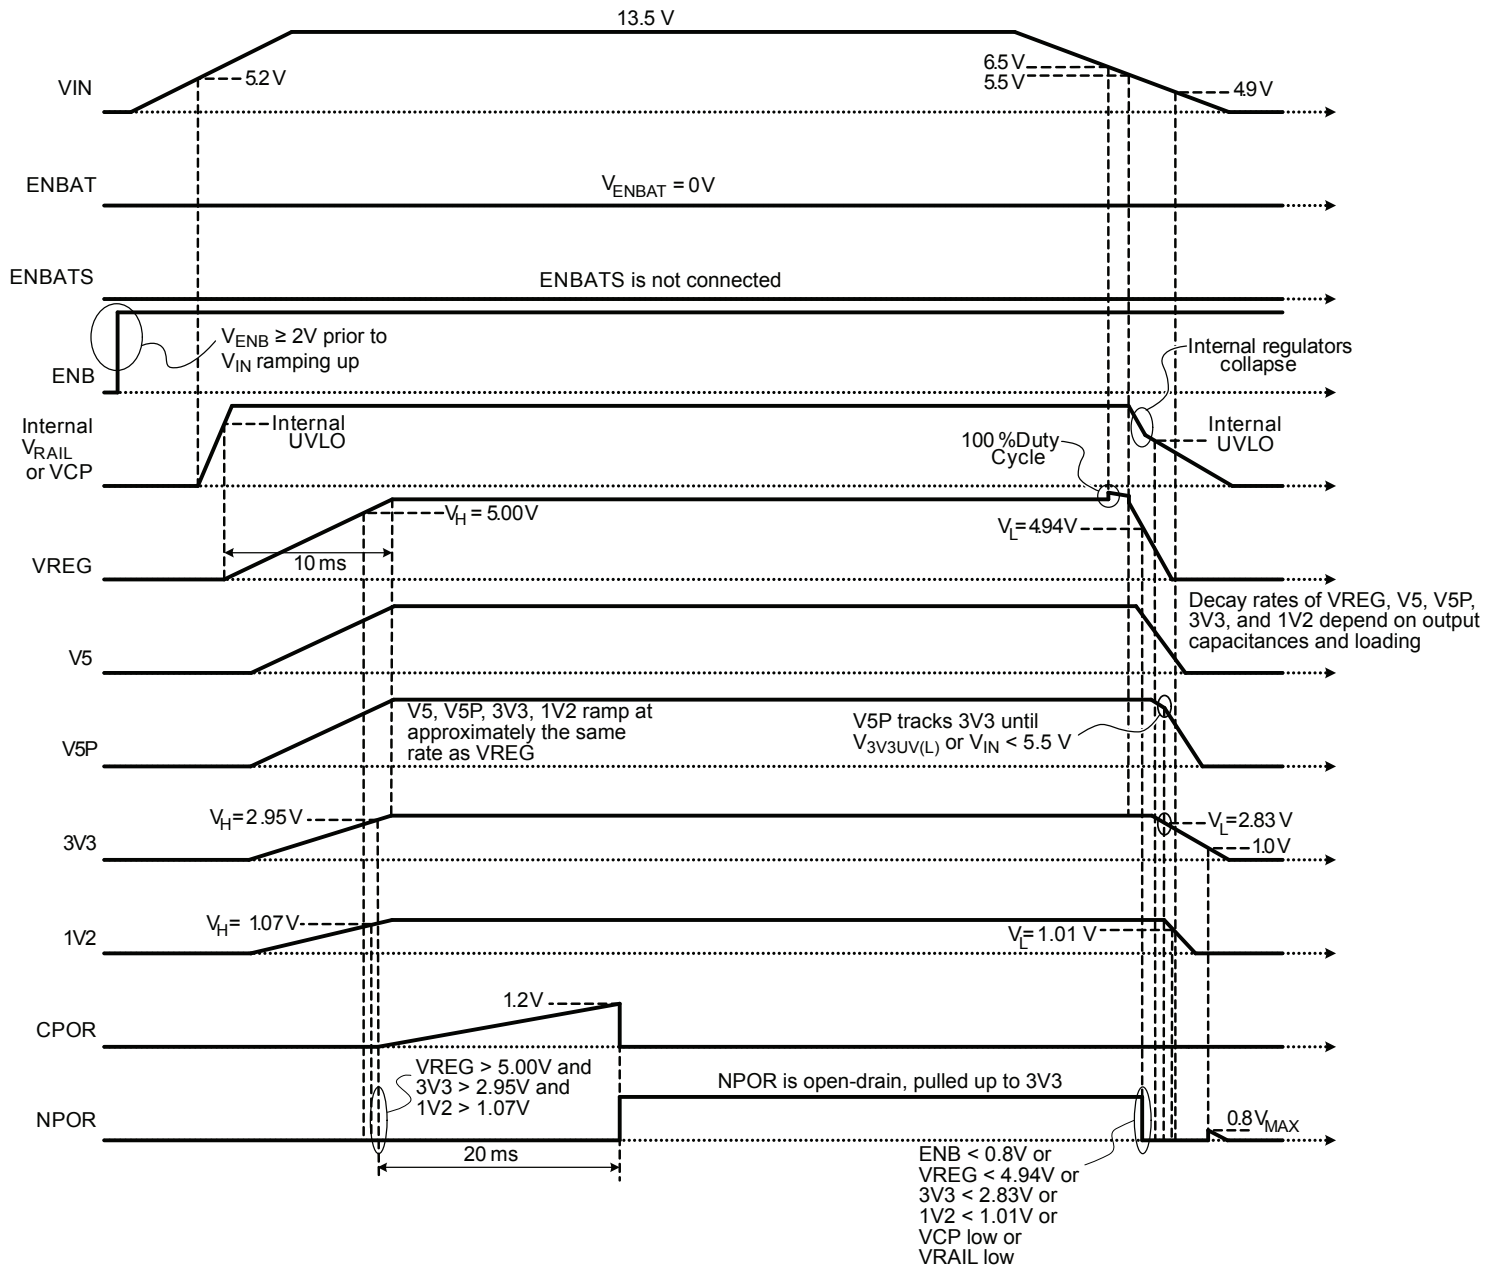 13.5 V
VIN
5.2 V
6.5 V
5.5 V
4.9 V
ENBAT
VENBAT = 0V
ENBATS
ENBATS is not connected
ENB
VENB ≥ 2V prior to
VIN ramping up
Internal regulators
collapse
Internal
VRAIL
or VCP
Internal
UVLO
100 %Duty
Cycle
Internal
UVLO
VREG
VH = 5.00V
10 ms
VL=4.94V
Decay rates of VREG, V5, V5P,
3V3, and 1V2 depend on output
capacitances and loading
V5
V5P
V5, V5P, 3V3, 1V2 ramp at
approximately the same
rate as VREG
V5P tracks 3V3 until
V3V3UV(L) or VIN < 5.5 V
3V3
VH=2.95V
VL=2.83 V
1.0 V
1V2
VH= 1.07V
VL=1.01 V
CPOR
1.2V
NPOR
VREG > 5.00V and
3V3 > 2.95V and
1V2 > 1.07V
NPOR is open-drain, pulled up to 3V3
0.8VMAX
20 ms
ENB < 0.8V or
VREG < 4.94V or
3V3 < 2.83V or
1V2 < 1.01V or
VCP low or
VRAIL low